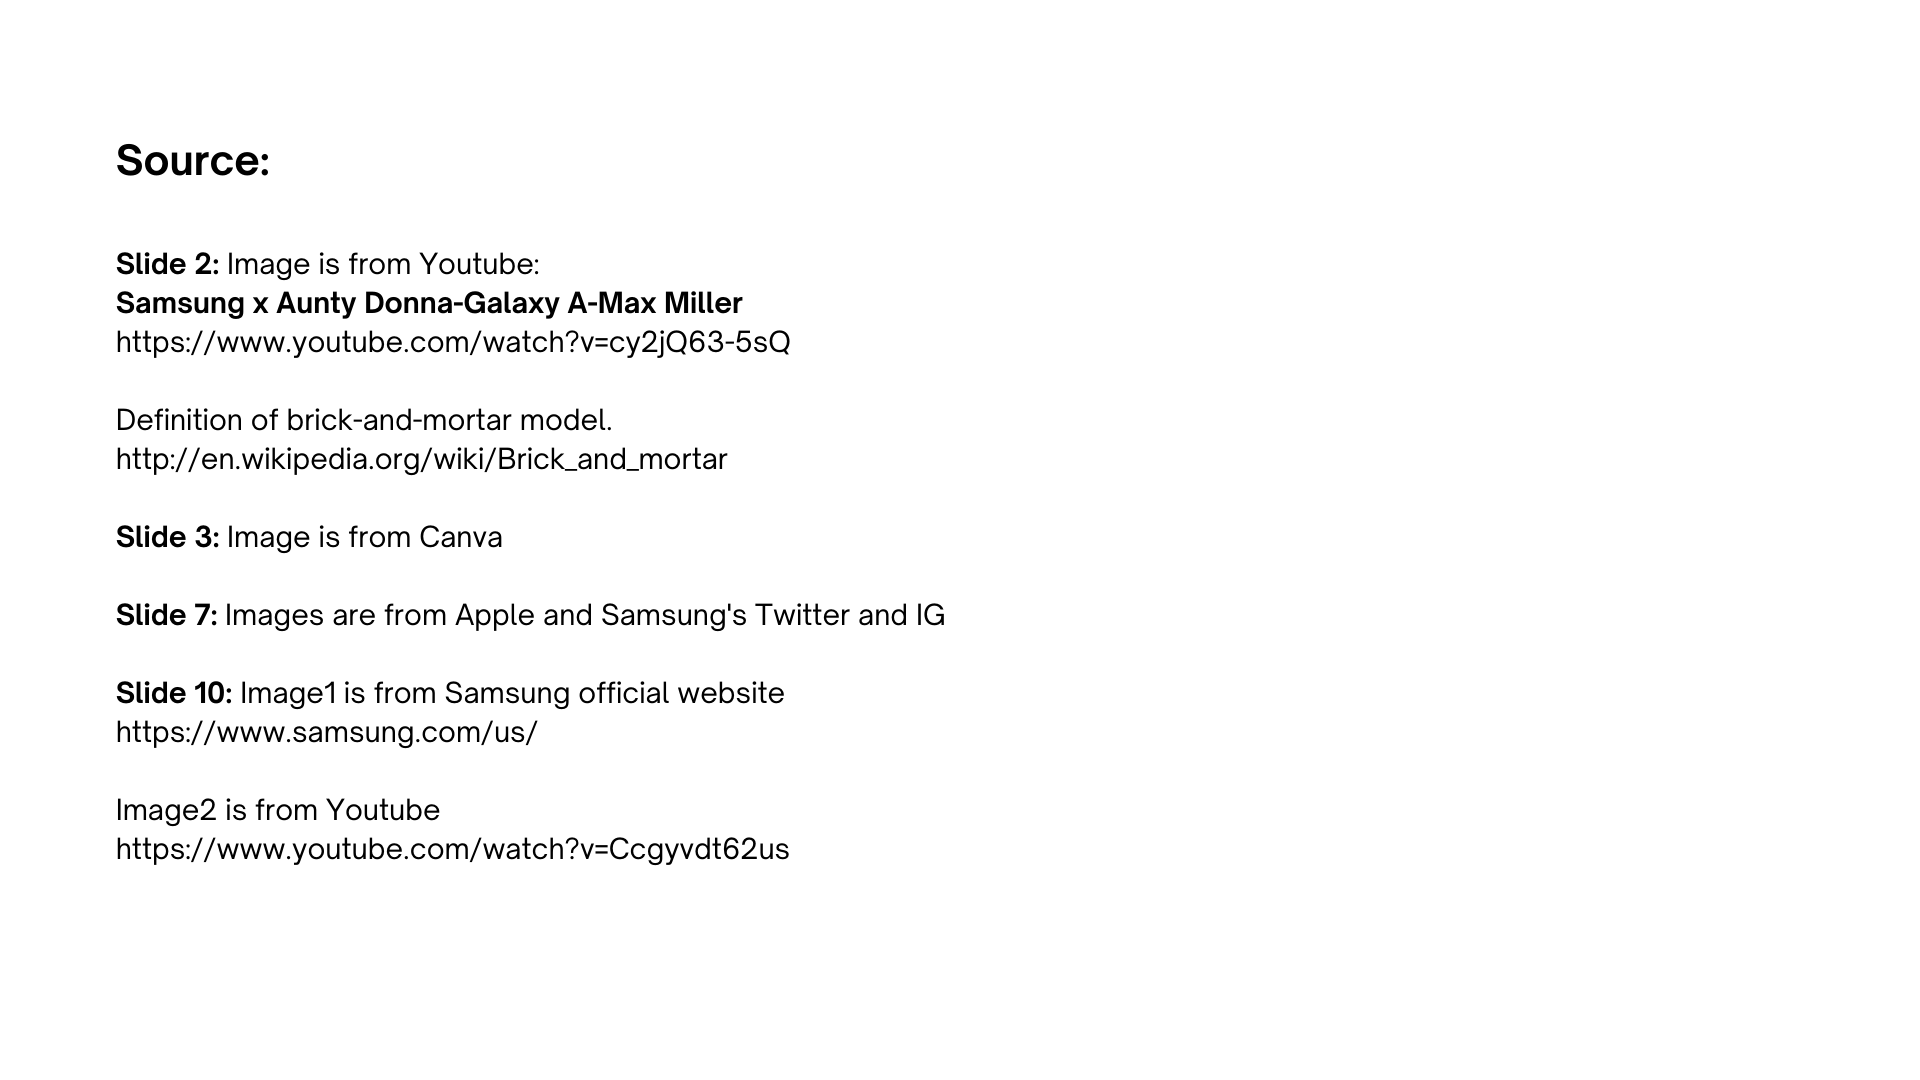 Source:
Slide 2: Image is from Youtube:
Samsung x Aunty Donna-Galaxy A-Max Miller
https://www.youtube.com/watch?v=cy2jQ63-5sQ
Definition of brick-and-mortar model.
http://en.wikipedia.org/wiki/Brick_and_mortar
Slide 3: Image is from Canva
Slide 7: Images are from Apple and Samsung's Twitter and IG
Slide 10: Image1 is from Samsung official website
https://www.samsung.com/us/
Image2 is from Youtube
https://www.youtube.com/watch?v=Ccgyvdt62us